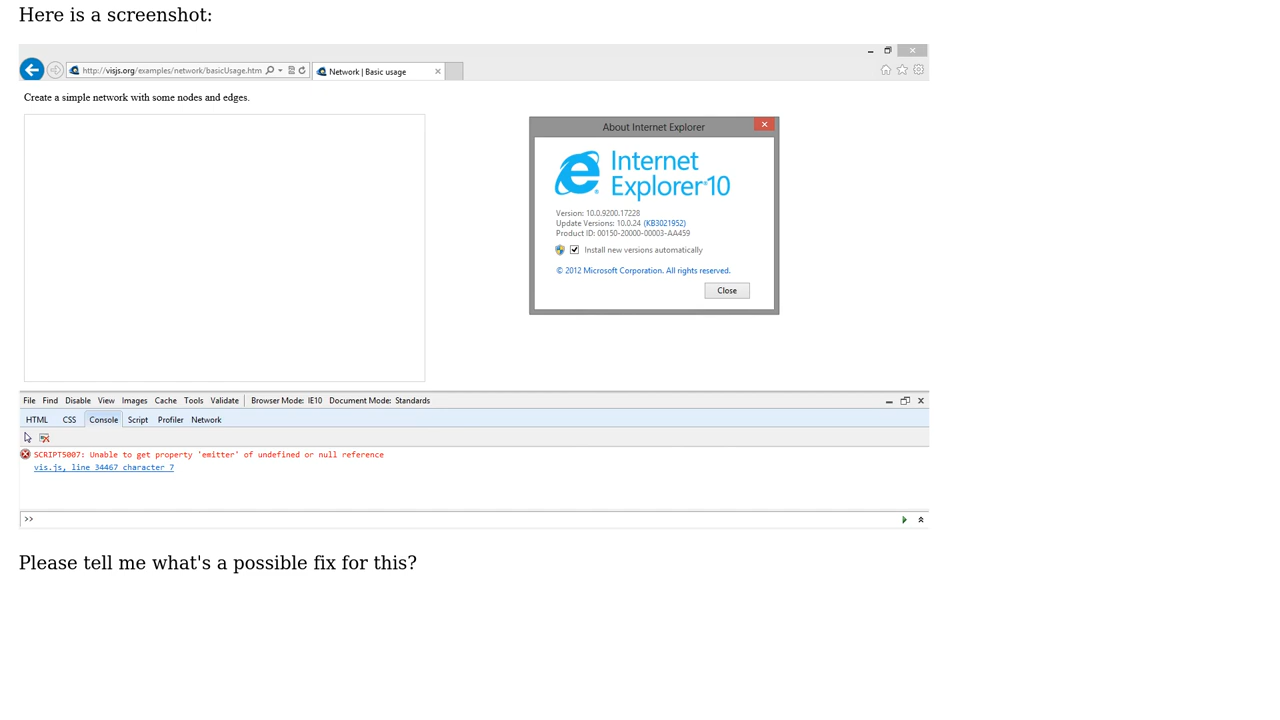 Here is a screenshot:
http://visjs.org/examples/network/basicUsage.htm
Network | Basic usage
Create a simple network with some nodes and edges.
About Internet Explorer
Internet
Explorer®10
Version: 10.0.9200.17228
Update Versions: 10.0.24 (KB3021952)
Product ID: 00150-20000-00003-AA459
Install new versions automatically
© 2012 Microsoft Corporation. All rights reserved.
Close
File Find Disable View Images Cache Tools Validate Browser Mode: IE10 Document Mode: Standards
HTML CSS Console Script Profiler Network
SCRIPT5007: Unable to get property 'emitter' of undefined or null reference
vis.js, line 34467 character 7
>>
Please tell me what's a possible fix for this?